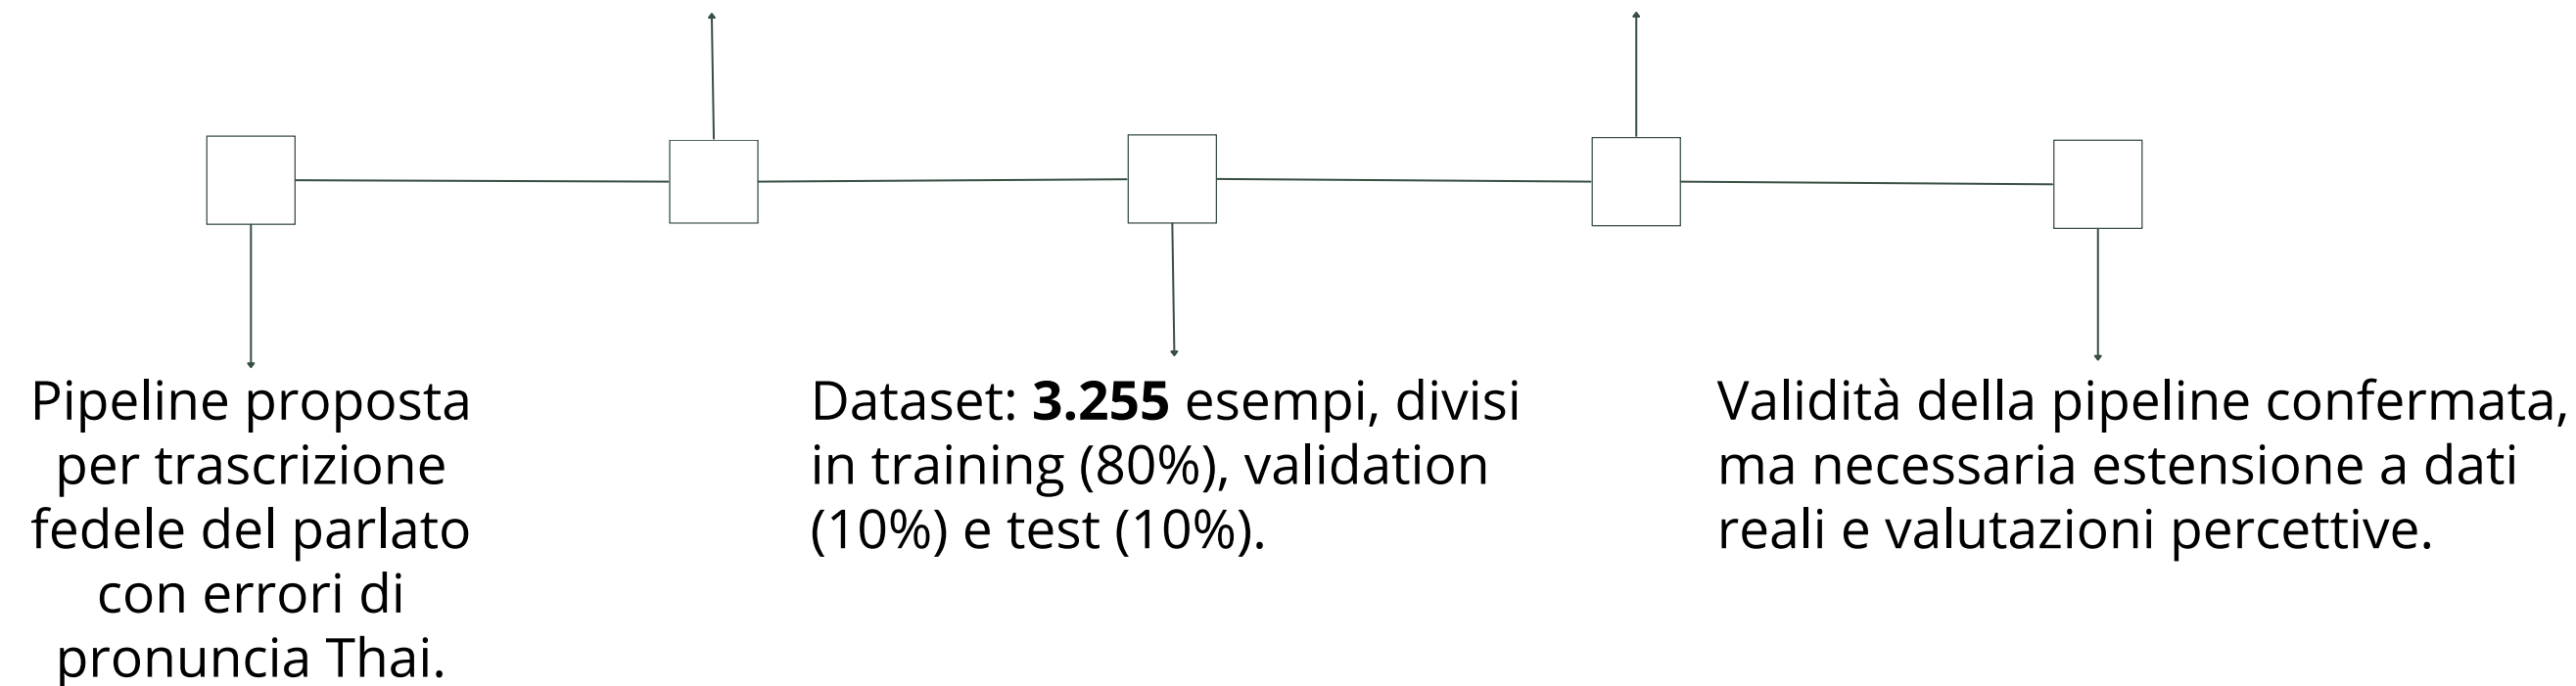 Pipeline proposta
per trascrizione
fedele del parlato
con errori di
pronuncia Thai.
Dataset: 3.255 esempi, divisi
in training (80%), validation
(10%) e test (10%).
Validità della pipeline confermata,
ma necessaria estensione a dati
reali e valutazioni percettive.